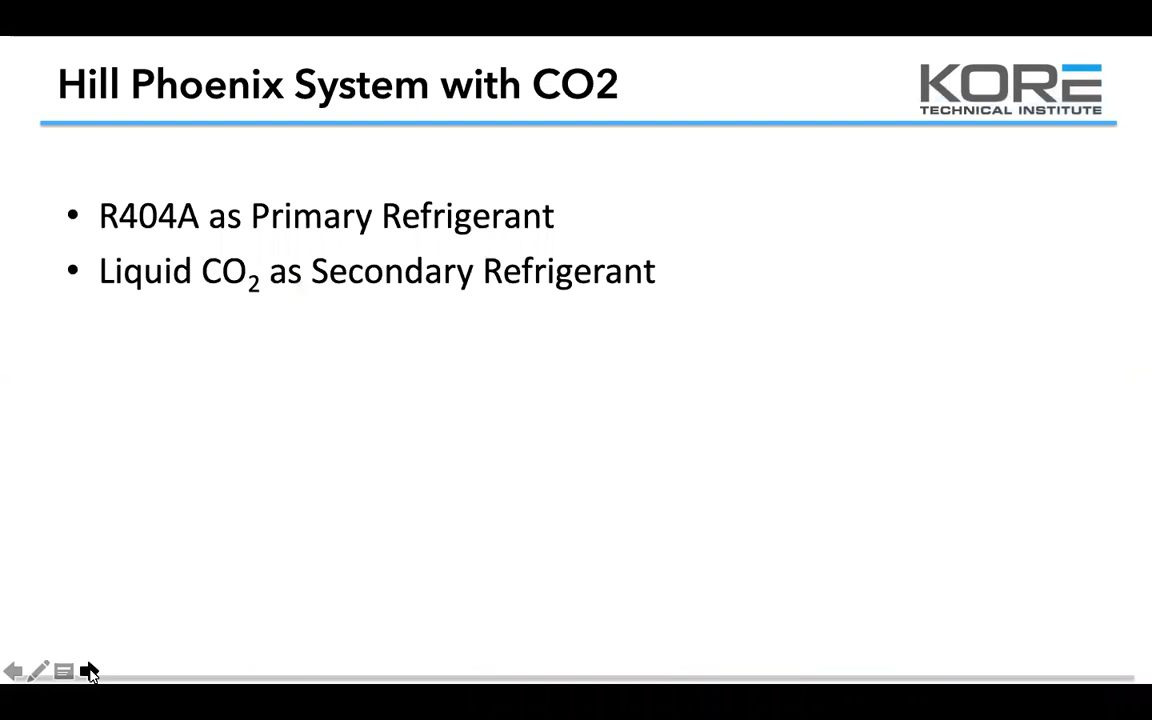 Hill Phoenix System with CO2
KORE
TECHNICAL INSTITUTE
• R404A as Primary Refrigerant
• Liquid CO₂ as Secondary Refrigerant